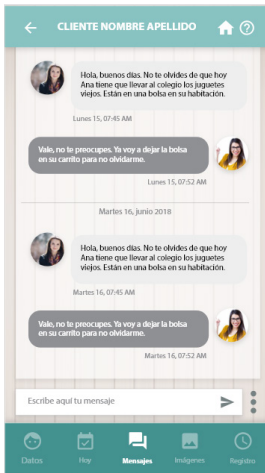 CLIENTE NOMBRE APELLIDO
Hola, buenos días. No te olvides de que hoy
Ana tiene que llevar al colegio los juguetes
viejos. Están en una bolsa en su habitación.
Lunes 15, 07:45 AM
Vale, no te preocupes. Ya voy a dejar la bolsa
en su carrito para no olvidarme.
Lunes 15, 07:52 AM
Martes 16, junio 2018
Hola, buenos días. No te olvides de que hoy
Ana tiene que llevar al colegio los juguetes
viejos. Están en una bolsa en su habitación.
Martes 16, 07:45 AM
Vale, no te preocupes. Ya voy a dejar la bolsa
en su carrito para no olvidarme.
Martes 16, 07:52 AM
Escribe aquí tu mensaje
Datos
Hoy
Mensajes
Imágenes
Registro